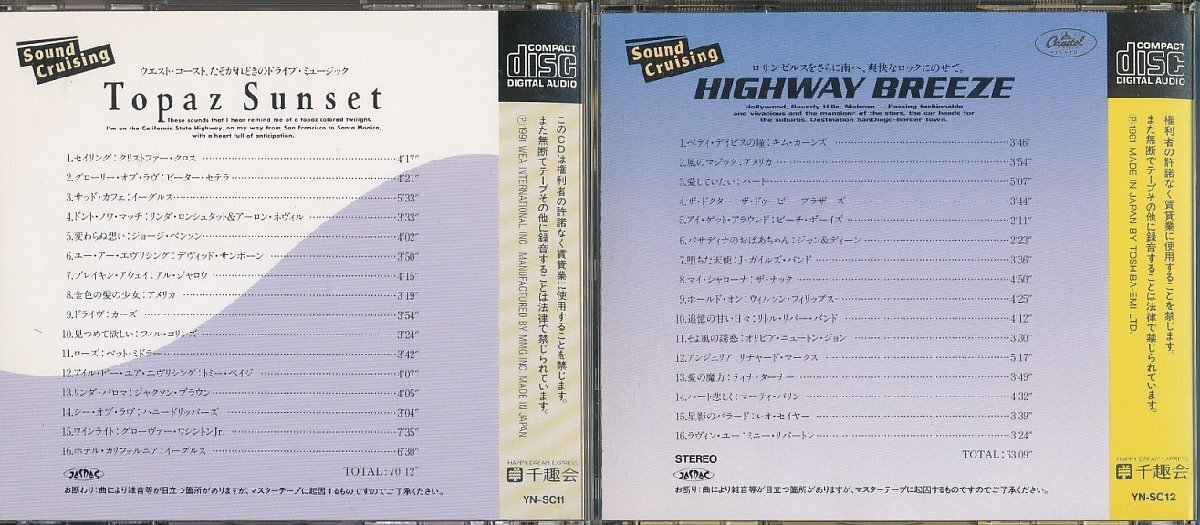 Sound
Cruising
ウエスト・コースト、たそがれどきのドライブ・ミュージック
Topaz Sunset
These sounds that I hear remind me of a topaz colored twilight.
I'm on the California State Highway, on my way from San Francisco to Santa Monica,
with a heart full of anticipation.
1.セイリング:クリストファー・クロス 4'17"
2.グローリー・オブ・ラヴ:ピーター・セテラ 4'21"
3.サッド・カフェ:イーグルス 5'33"
4.ドント・ノウ・マッチ:リンダ・ロンシュタット&アーロン・ネヴィル 3'33"
5.変わらぬ想い:ジョージ・ベンソン 4'02"
6.ユー・アー・エヴリシング:デヴィッド・サンボーン 3'50"
7.ブレイキン・アウェイ:アル・ジャロウ 4'15"
8.金色の髪の少女:アメリカ 3'19"
9.ドライヴ:カーズ 3'54"
10.見つめて欲しい:フィル・コリンズ 3'24"
11.ローズ:ベット・ミドラー 3'42"
12.アイル・ビー・ユア・エヴリシング:トミー・ペイジ 4'07"
13.リンダ・パロマ:ジャクソン・ブラウン 4'05"
14.シー・オブ・ラヴ:ハニードリッパーズ 3'04"
15.ワインライト:グローヴァー・ワシントンJr. 7'35"
16.ホテル・カリフォルニア:イーグルス 6'30"
TOTAL:70'12"
JASRAC
お断わり:曲により雑音等が目立つ箇所がありますが、マスターテープに起因するものですのでご了承ください。
COMPACT
disc
DIGITAL AUDIO
このCDは権利者の許諾なく賃貸業に使用することを禁じます。
また無断でテープその他に録音することは法律で禁じられています。
Ⓟ1991 WEA INTERNATIONAL INC. MANUFACTURED BY MMG INC. MADE IN JAPAN
HAPPY DREAM EXPRESS
千趣会
YN-SC11
Sound
Cruising
Capitol
ロサンゼルスをさらに南へ、爽快なロックにのせて。
HIGHWAY BREEZE
Hollywood, Beverly Hills, Melrose.....Passing fashionable
and vivacious and the mansions of the stars, the car heads for
the suburbs. Destination SanDiego-Border Town.
1.ベティ・デイビスの瞳:キム・カーンズ 3'46"
2.風のマジック:アメリカ 3'54"
3.愛していたい:ハート 5'07"
4.ザ・ドクター:ザ・ドゥービー・ブラザーズ 3'44"
5.アイ・ゲット・アラウンド:ビーチ・ボーイズ 2'11"
6.パサディナのおばあちゃん:ジャン&ディーン 2'23"
7.堕ちた天使:J・ガイルズ・バンド 3'36"
8.マイ・シャローナ:ザ・ナック 4'50"
9.ホールド・オン:ウィルソン・フィリップス 4'25"
10.追憶の甘い日々:リトル・リバー・バンド 4'12"
11.そよ風の誘惑:オリビア・ニュートン・ジョン 3'30"
12.アンジェリア:リチャード・マークス 5'17"
13.愛の魔力:ティナ・ターナー 3'49"
14.ハート悲しく:マーティ・バリン 4'32"
15.星影のバラード:レオ・セイヤー 3'39"
16.ラヴィン・ユー:ミニー・リパートン 3'24"
STEREO
TOTAL:63'09"
JASRAC
お断り:曲により雑音等が目立つ箇所がありますが、マスターテープに起因するものですのでご了承ください。
COMPACT
disc
DIGITAL AUDIO
権利者の許諾なく賃貸業に使用することを禁じます。
また無断でテープその他に録音することは法律で禁じられています。
Ⓟ1991 MADE IN JAPAN BY TOSHIBA-EMI LTD.
HAPPY DREAM EXPRESS
千趣会
YN-SC12